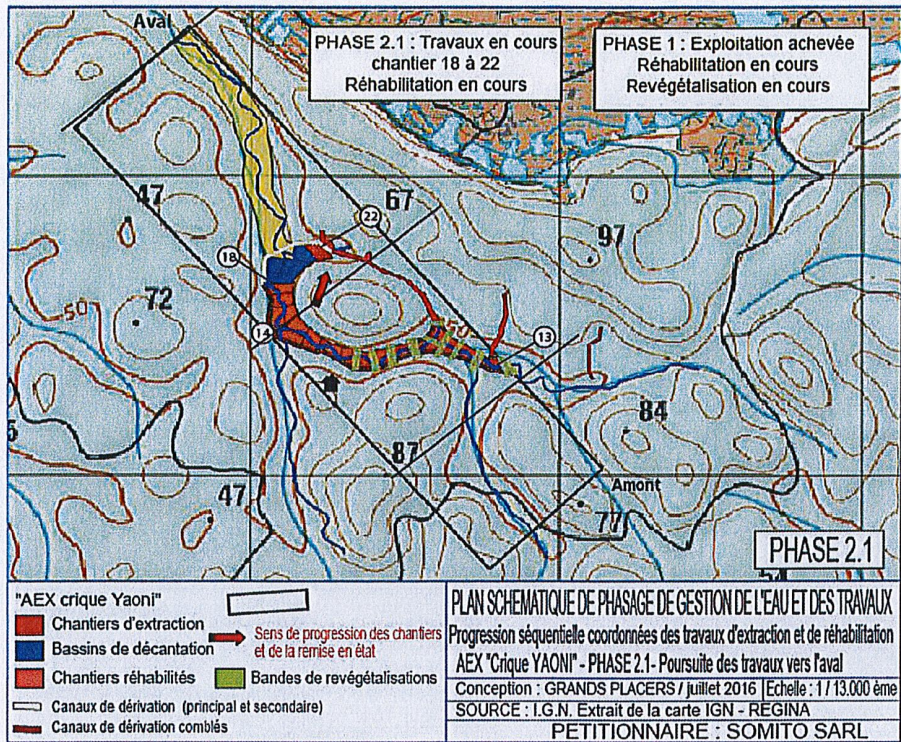 Aval
PHASE 2.1 : Travaux en cours
chantier 18 à 22
Réhabilitation en cours
PHASE 1 : Exploitation achevée
Réhabilitation en cours
Revégétalisation en cours
47
67
22
97
18
72
50
14
50
13
84
87
47
Amont
77
PHASE 2.1
"AEX crique Yaoni"
Chantiers d'extraction
Bassins de décantation
Sens de progression des chantiers
et de la remise en état
Chantiers réhabilités
Bandes de revégétalisations
Canaux de dérivation (principal et secondaire)
Canaux de dérivation comblés
PLAN SCHEMATIQUE DE PHASAGE DE GESTION DE L'EAU ET DES TRAVAUX
Progression séquentielle coordonnées des travaux d'extraction et de réhabilitation
AEX "Crique YAONI" - PHASE 2.1- Poursuite des travaux vers l'aval
Conception : GRANDS PLACERS / juillet 2016 Echelle : 1 / 13.000 ème
SOURCE : I.G.N. Extrait de la carte IGN - REGINA
PETITIONNAIRE : SOMITO SARL